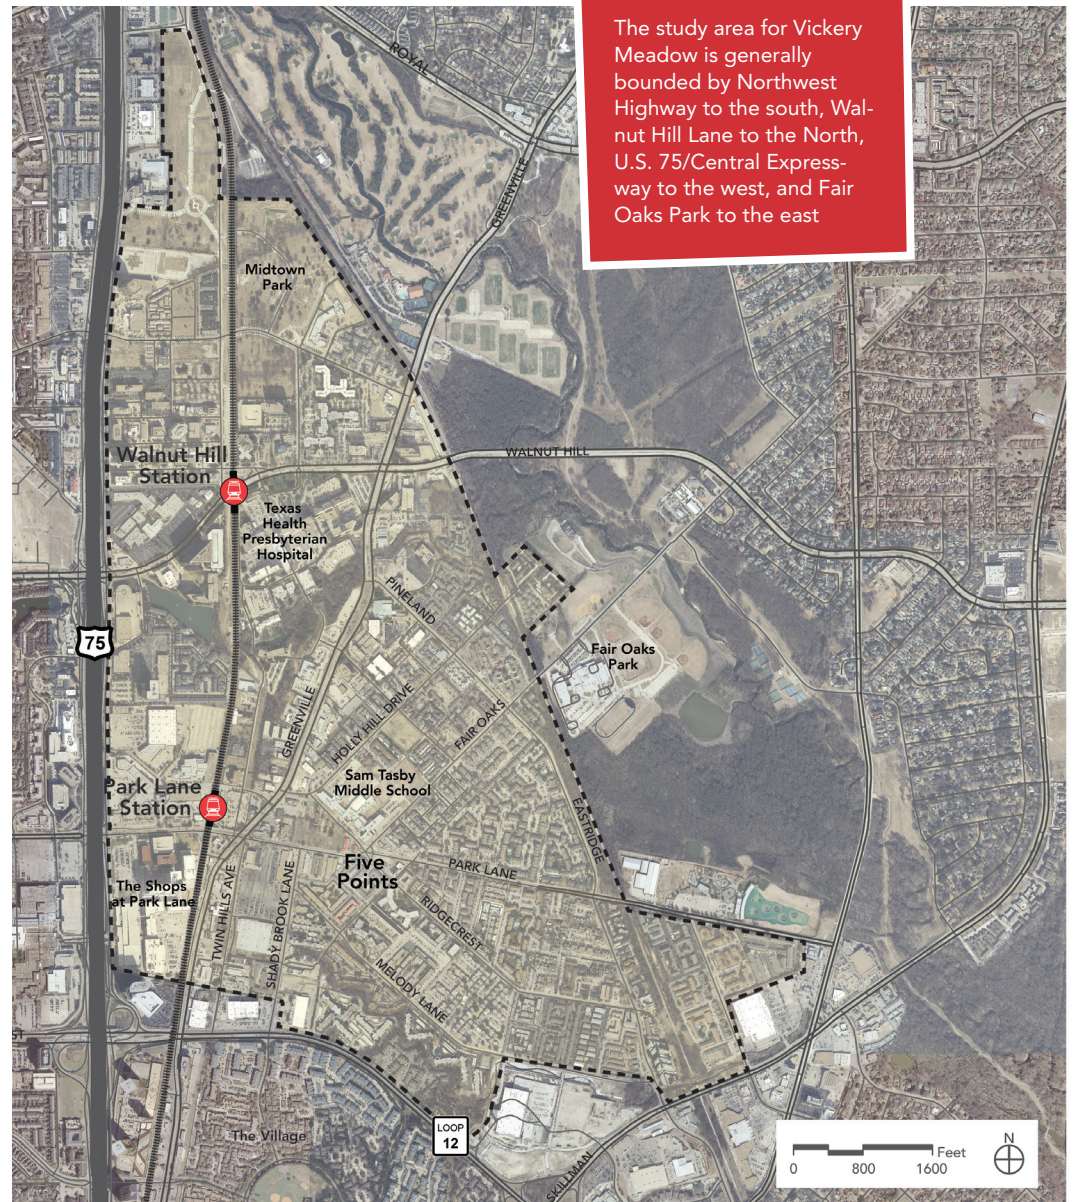 The study area for Vickery
Meadow is generally
bounded by Northwest
Highway to the south, Wal-
nut Hill Lane to the North,
U.S. 75/Central Express-
way to the west, and Fair
Oaks Park to the east
ROYAL
GREENVILLE
Midtown
Park
WALNUT HILL
Walnut Hill
Station
Texas
Health
Presbyterian
Hospital
PINELAND
75
Fair Oaks
Park
GREENVILLE
HOLLY HILL DRIVE
FAIR OAKS
Sam Tasby
Middle School
Park Lane
Station
EASTRIDGE
Five
Points
PARK LANE
The Shops
at Park Lane
TWIN HILLS AVE
SHADY BROOK LANE
RIDGECREST
MELODY LANE
LOOP
12
The Village
SKILLMAN
0 800 1600 Feet
N